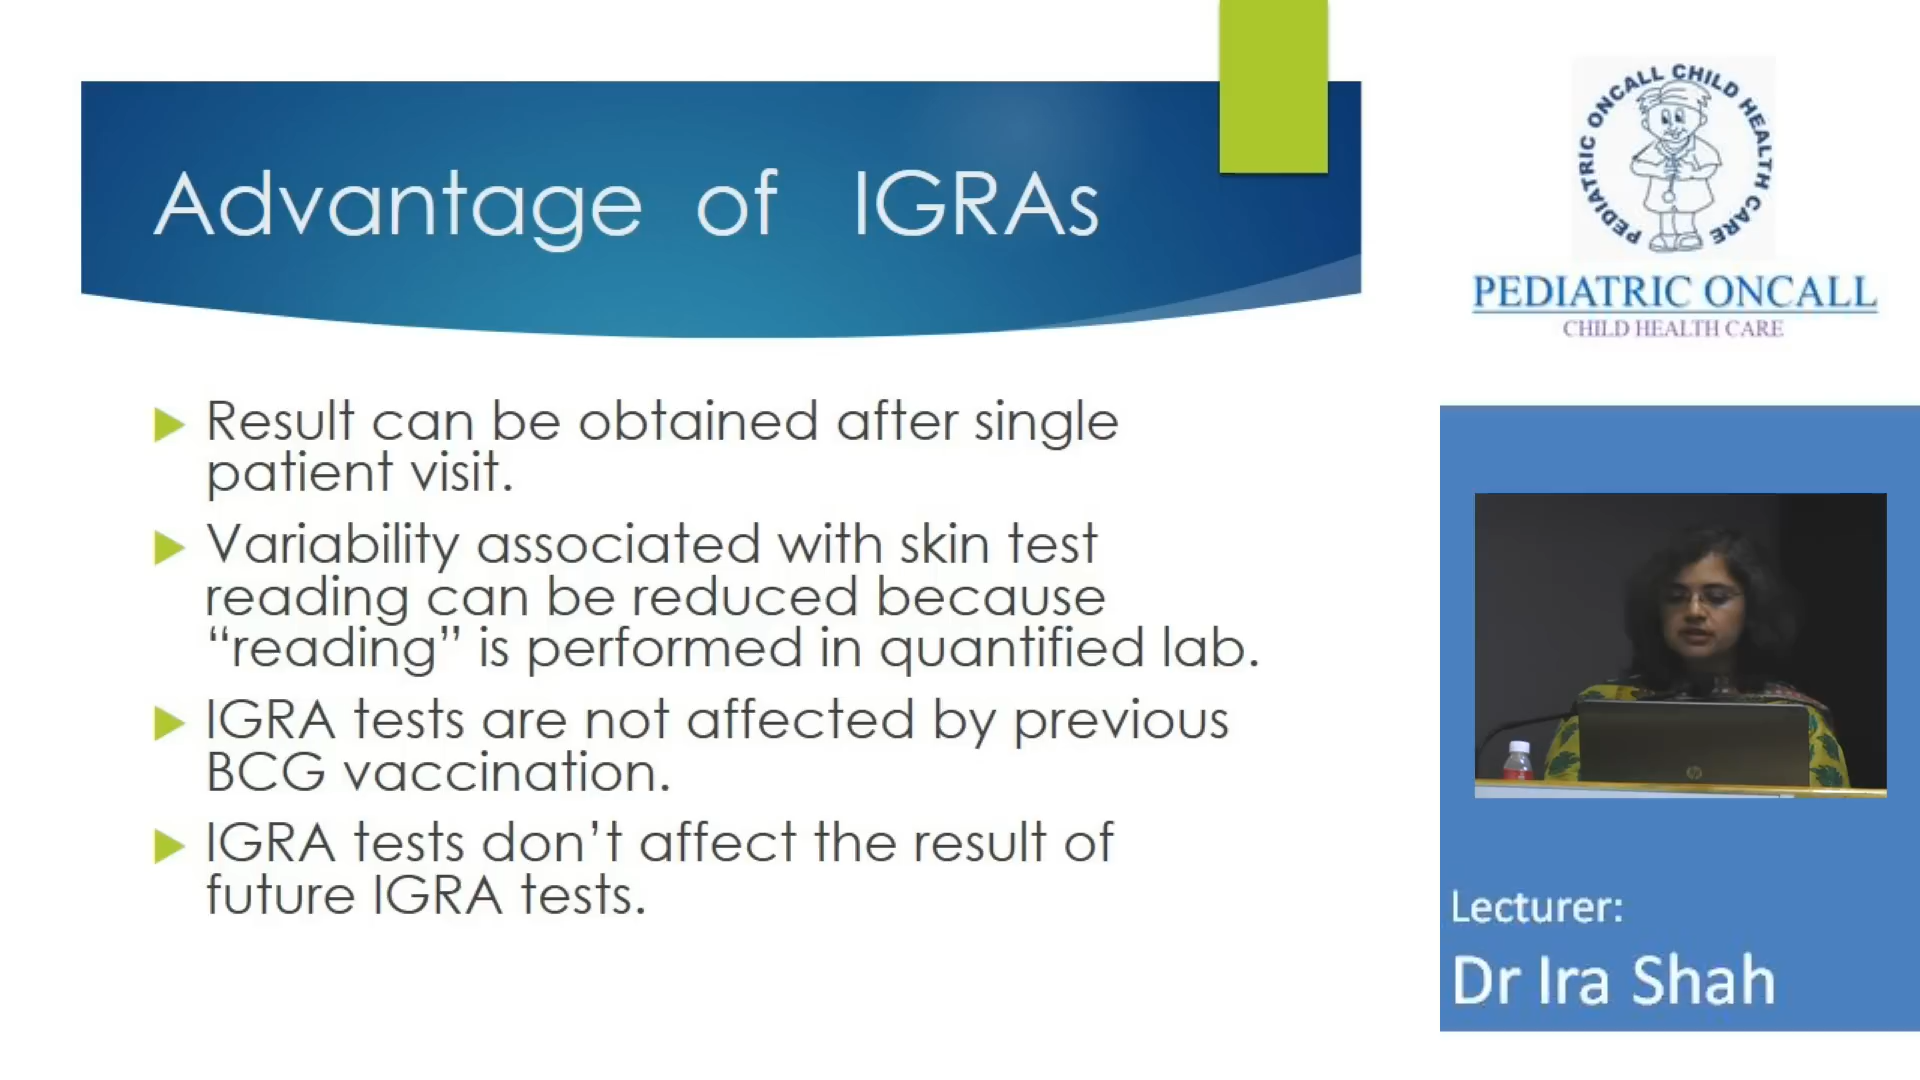 Advantage of IGRAs
Result can be obtained after single
patient visit.
Variability associated with skin test
reading can be reduced because
“reading” is performed in quantified lab.
IGRA tests are not affected by previous
BCG vaccination.
IGRA tests don’t affect the result of
future IGRA tests.
PEDIATRIC ONCALL CHILD HEALTH CARE
PEDIATRIC ONCALL
CHILD HEALTH CARE
hp
Lecturer:
Dr Ira Shah